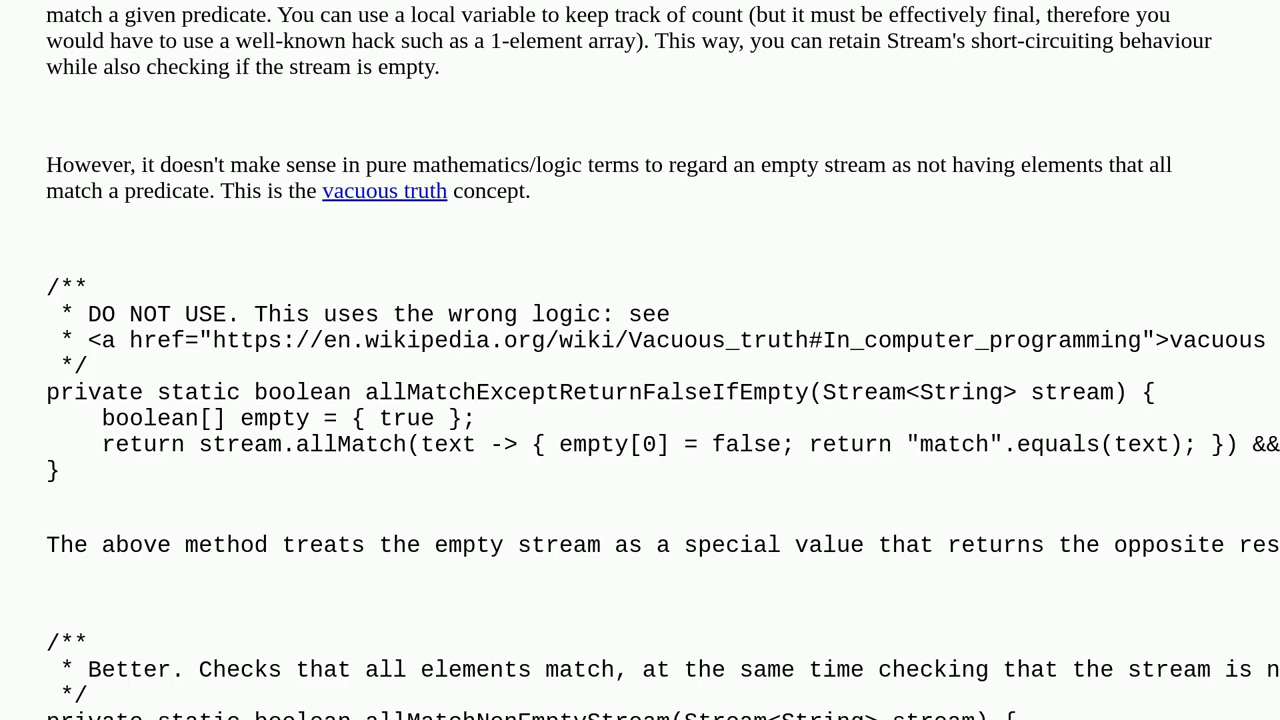 match a given predicate. You can use a local variable to keep track of count (but it must be effectively final, therefore you
would have to use a well-known hack such as a 1-element array). This way, you can retain Stream's short-circuiting behaviour
while also checking if the stream is empty.
However, it doesn't make sense in pure mathematics/logic terms to regard an empty stream as not having elements that all
match a predicate. This is the vacuous truth concept.
/**
 * DO NOT USE. This uses the wrong logic: see
 * <a href="https://en.wikipedia.org/wiki/Vacuous_truth#In_computer_programming">vacuous
 */
private static boolean allMatchExceptReturnFalseIfEmpty(Stream<String> stream) {
    boolean[] empty = { true };
    return stream.allMatch(text -> { empty[0] = false; return "match".equals(text); }) &&
}
The above method treats the empty stream as a special value that returns the opposite res
/**
 * Better. Checks that all elements match, at the same time checking that the stream is n
 */
private static boolean allMatchNonEmptyStream(Stream<String> stream) {